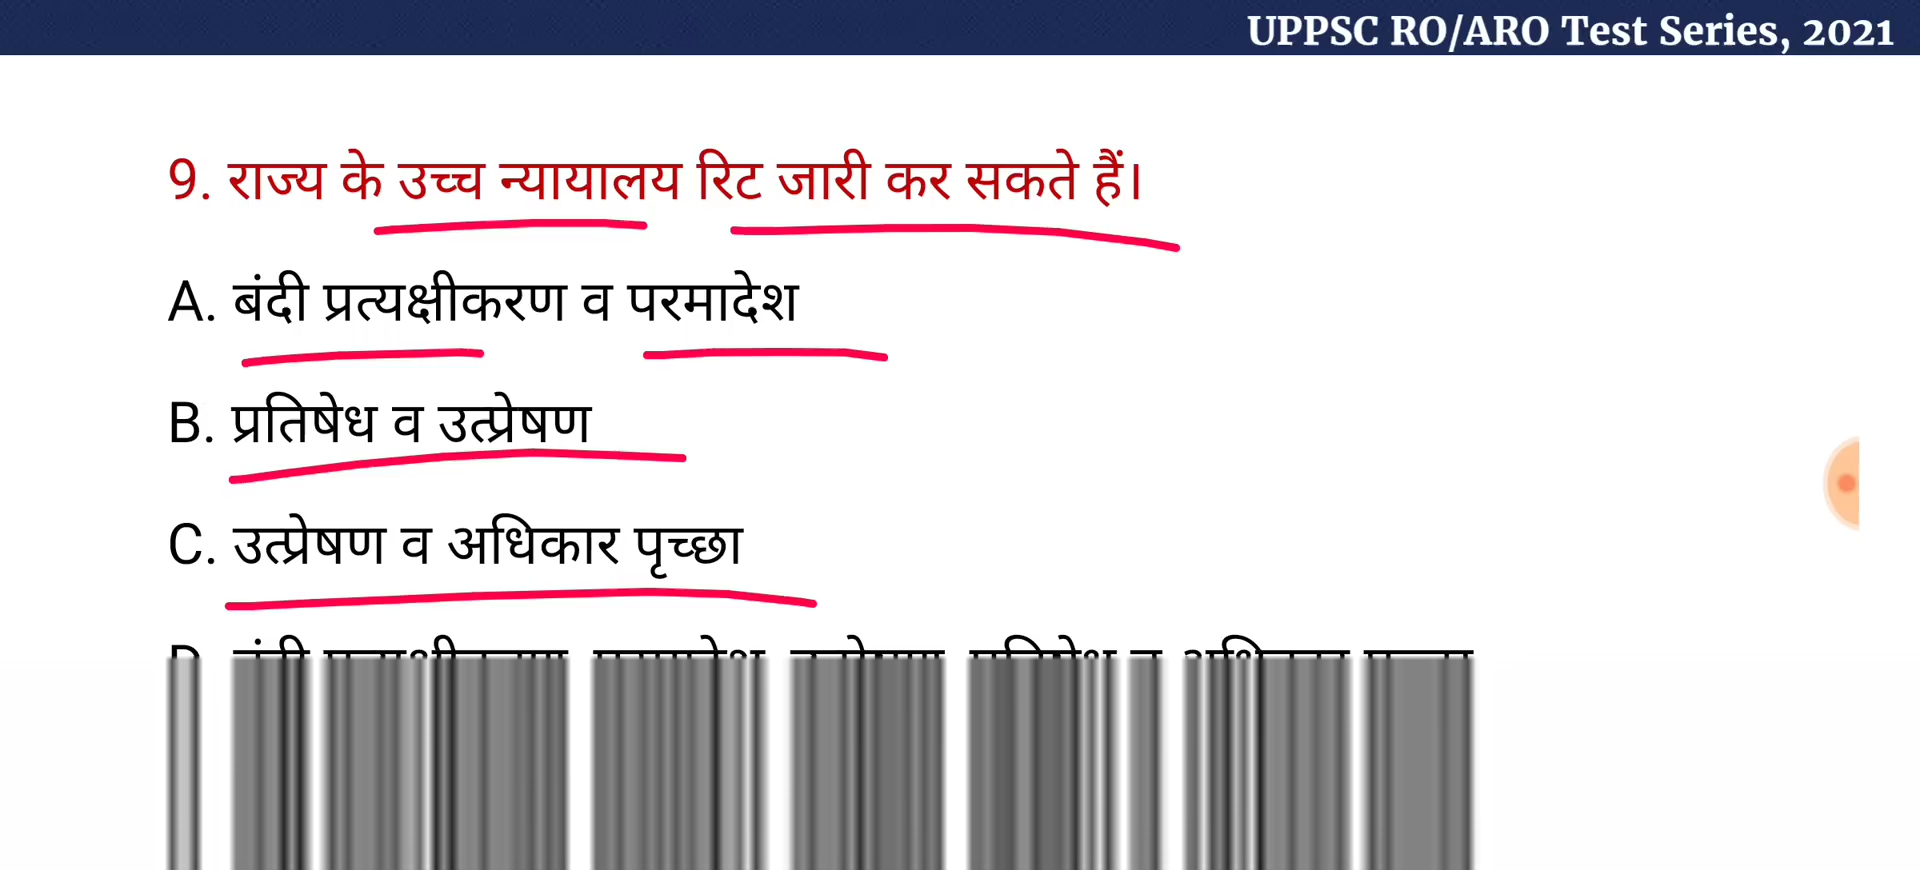 UPPSC RO/ARO Test Series, 2021
9. राज्य के उच्च न्यायालय रिट जारी कर सकते हैं।
A. बंदी प्रत्यक्षीकरण व परमादेश
B. प्रतिषेध व उत्प्रेषण
C. उत्प्रेषण व अधिकार पृच्छा